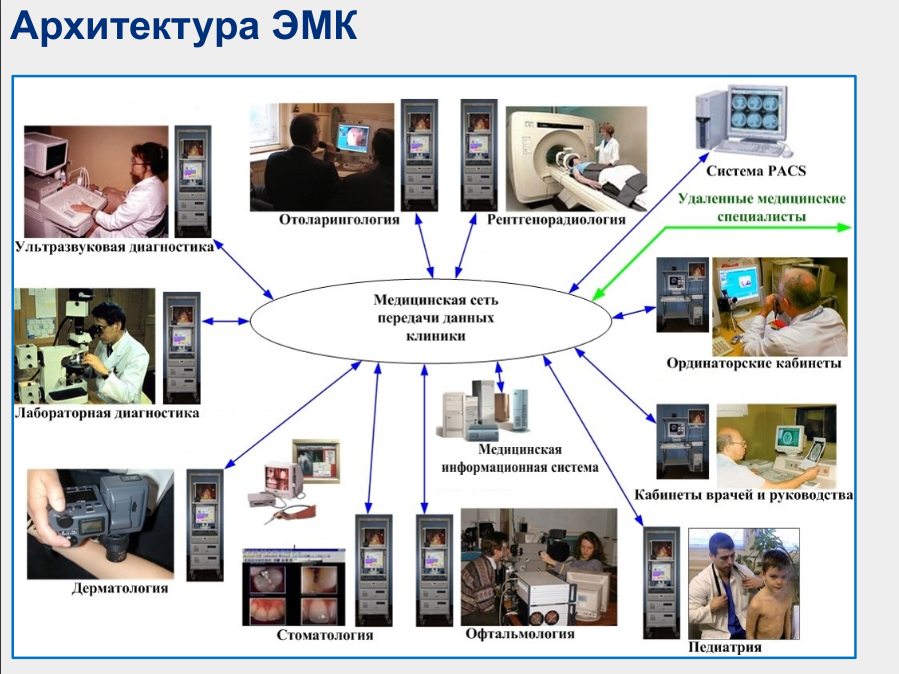 Архитектура ЭМК
Система PACS
Удаленные медицинские
специалисты
Отоларингология
Рентгенорадиология
Ультразвуковая диагностика
Медицинская сеть
передачи данных
клиники
Ординаторские кабинеты
Лабораторная диагностика
Медицинская
информационная система
Кабинеты врачей и руководства
Дерматология
Стоматология
Офтальмология
Педиатрия